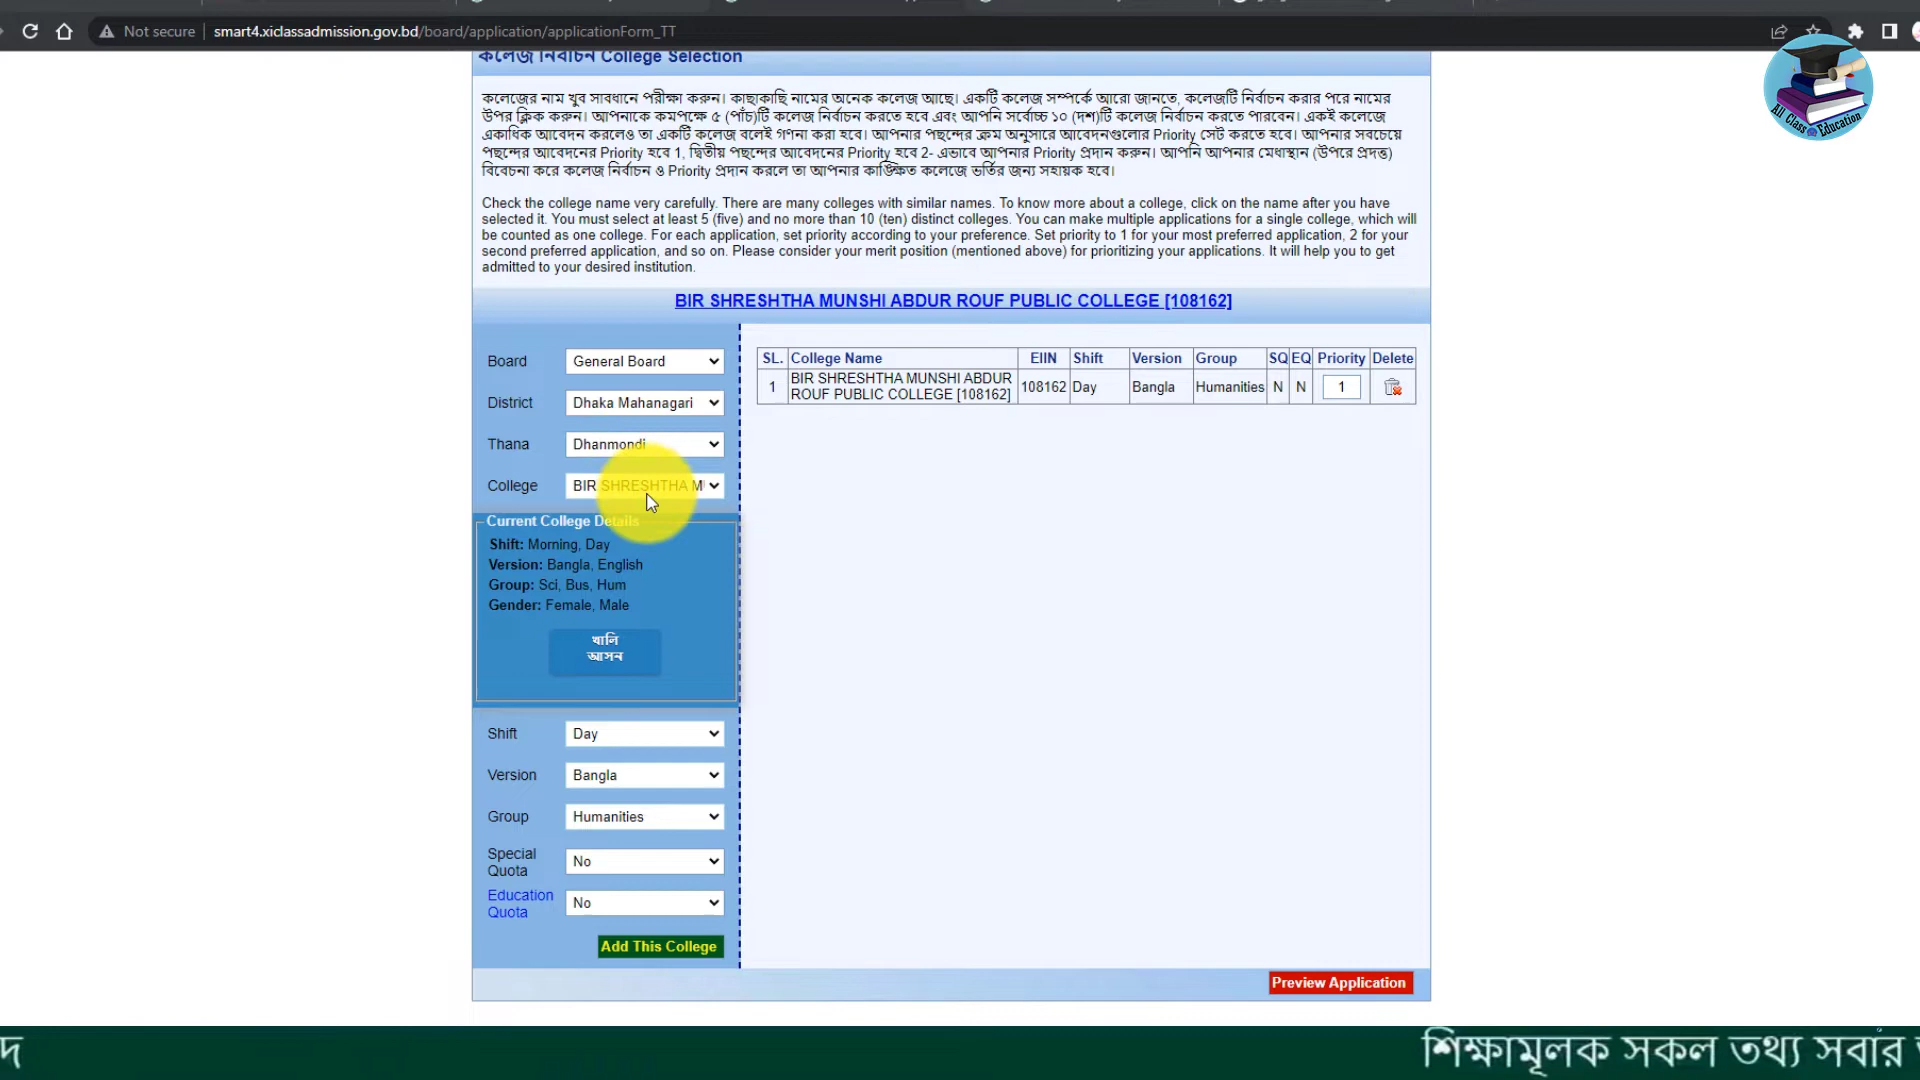 Not secure
smart4.xiclassadmission.gov.bd/board/application/applicationForm_TT
কলেজ নির্বাচন College Selection
All Class Education
কলেজের নাম খুব সাবধানে পরীক্ষা করুন। কাছাকাছি নামের অনেক কলেজ আছে। একটি কলেজ সম্পর্কে আরো জানতে, কলেজটি নির্বাচন করার পরে নামের
উপর ক্লিক করুন। আপনাকে কমপক্ষে ৫ (পাঁচ)টি কলেজ নির্বাচন করতে হবে এবং আপনি সর্বোচ্চ ১০ (দশ)টি কলেজ নির্বাচন করতে পারবেন। একই কলেজে
একাধিক আবেদন করলেও তা একটি কলেজ বলেই গণনা করা হবে। আপনার পছন্দের ক্রম অনুসারে আবেদনগুলোর Priority সেট করতে হবে। আপনার সবচেয়ে
পছন্দের আবেদনের Priority হবে 1, দ্বিতীয় পছন্দের আবেদনের Priority হবে 2- এভাবে আপনার Priority প্রদান করুন। আপনি আপনার মেধাস্থান (উপরে প্রদত্ত)
বিবেচনা করে কলেজ নির্বাচন ও Priority প্রদান করলে তা আপনার কাঙ্ক্ষিত কলেজে ভর্তির জন্য সহায়ক হবে।
Check the college name very carefully. There are many colleges with similar names. To know more about a college, click on the name after you have
selected it. You must select at least 5 (five) and no more than 10 (ten) distinct colleges. You can make multiple applications for a single college, which will
be counted as one college. For each application, set priority according to your preference. Set priority to 1 for your most preferred application, 2 for your
second preferred application, and so on. Please consider your merit position (mentioned above) for prioritizing your applications. It will help you to get
admitted to your desired institution.
BIR SHRESHTHA MUNSHI ABDUR ROUF PUBLIC COLLEGE [108162]
Board General Board
District Dhaka Mahanagari
Thana Dhanmondi
College BIR SHRESHTHA M
Current College Details
Shift: Morning, Day
Version: Bangla, English
Group: Sci, Bus, Hum
Gender: Female, Male
খালি
আসন
Shift Day
Version Bangla
Group Humanities
Special
Quota No
Education
Quota No
Add This College
SL. College Name EIIN Shift Version Group SQ EQ Priority Delete
1 BIR SHRESHTHA MUNSHI ABDUR
ROUF PUBLIC COLLEGE [108162] 108162 Day Bangla Humanities N N 1
Preview Application
দ
শিক্ষামূলক সকল তথ্য সবার